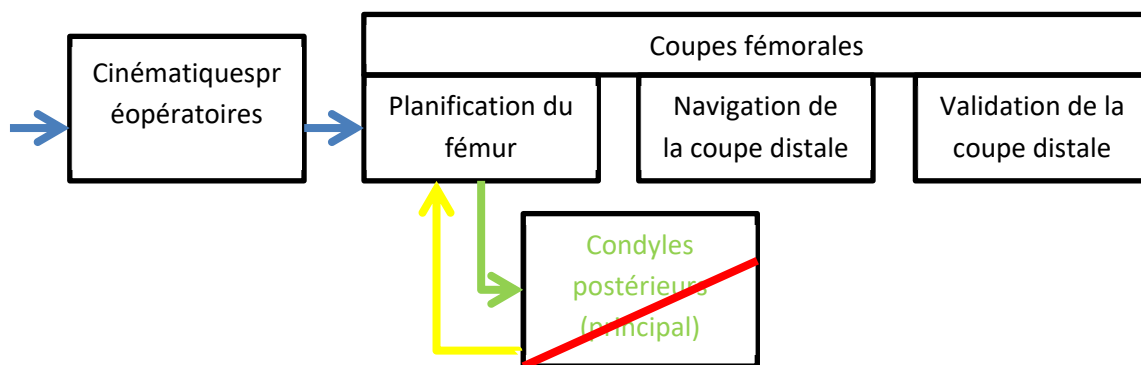 Cinématiquespr
éopératoires
Coupes fémorales
Planification du
fémur
Navigation de
la coupe distale
Validation de la
coupe distale
Condyles
postérieurs
(principal)